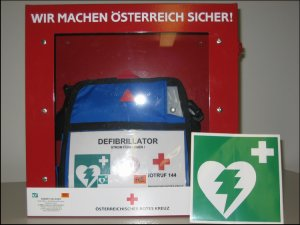 WIR MACHEN ÖSTERREICH SICHER!
DEFIBRILLATOR
NOTRUF 144
ÖSTERREICHISCHES ROTES KREUZ